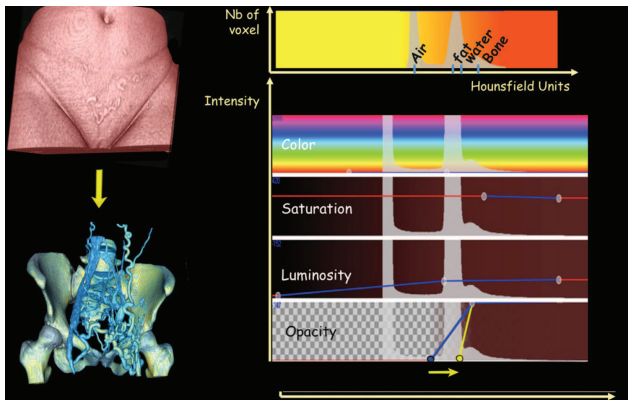 Nb of
voxel
Air
fat
water
Bone
Hounsfield Units
Intensity
Color
Saturation
Luminosity
Opacity